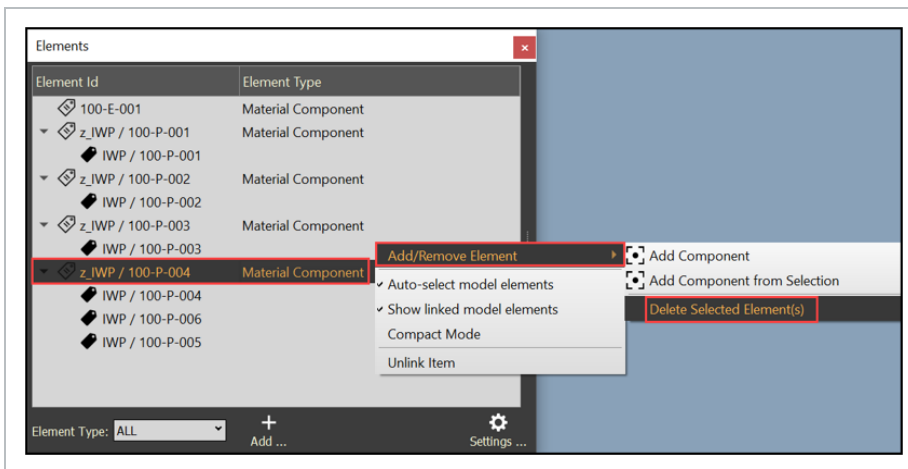 Elements
Element Id Element Type
100-E-001 Material Component
z_IWP / 100-P-001 Material Component
IWP / 100-P-001
z_IWP / 100-P-002 Material Component
IWP / 100-P-002
z_IWP / 100-P-003 Material Component
IWP / 100-P-003
z_IWP / 100-P-004 Material Component
IWP / 100-P-004
IWP / 100-P-006
IWP / 100-P-005
Add/Remove Element
Auto-select model elements
Show linked model elements
Compact Mode
Unlink Item
Add Component
Add Component from Selection
Delete Selected Element(s)
Element Type: ALL
Add ...
Settings ...